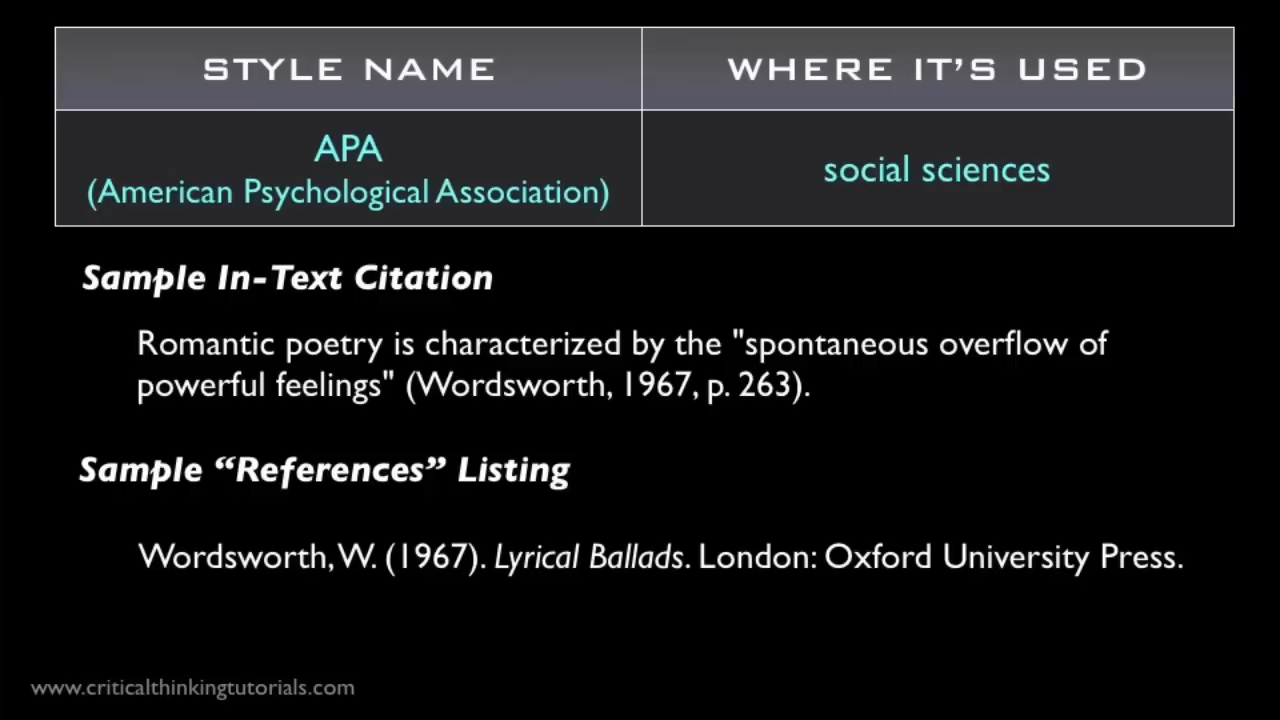 STYLE NAME
WHERE IT'S USED
APA
(American Psychological Association)
social sciences
Sample In-Text Citation
Romantic poetry is characterized by the "spontaneous overflow of
powerful feelings" (Wordsworth, 1967, p. 263).
Sample “References” Listing
Wordsworth, W. (1967). Lyrical Ballads. London: Oxford University Press.
www.criticalthinkingtutorials.com